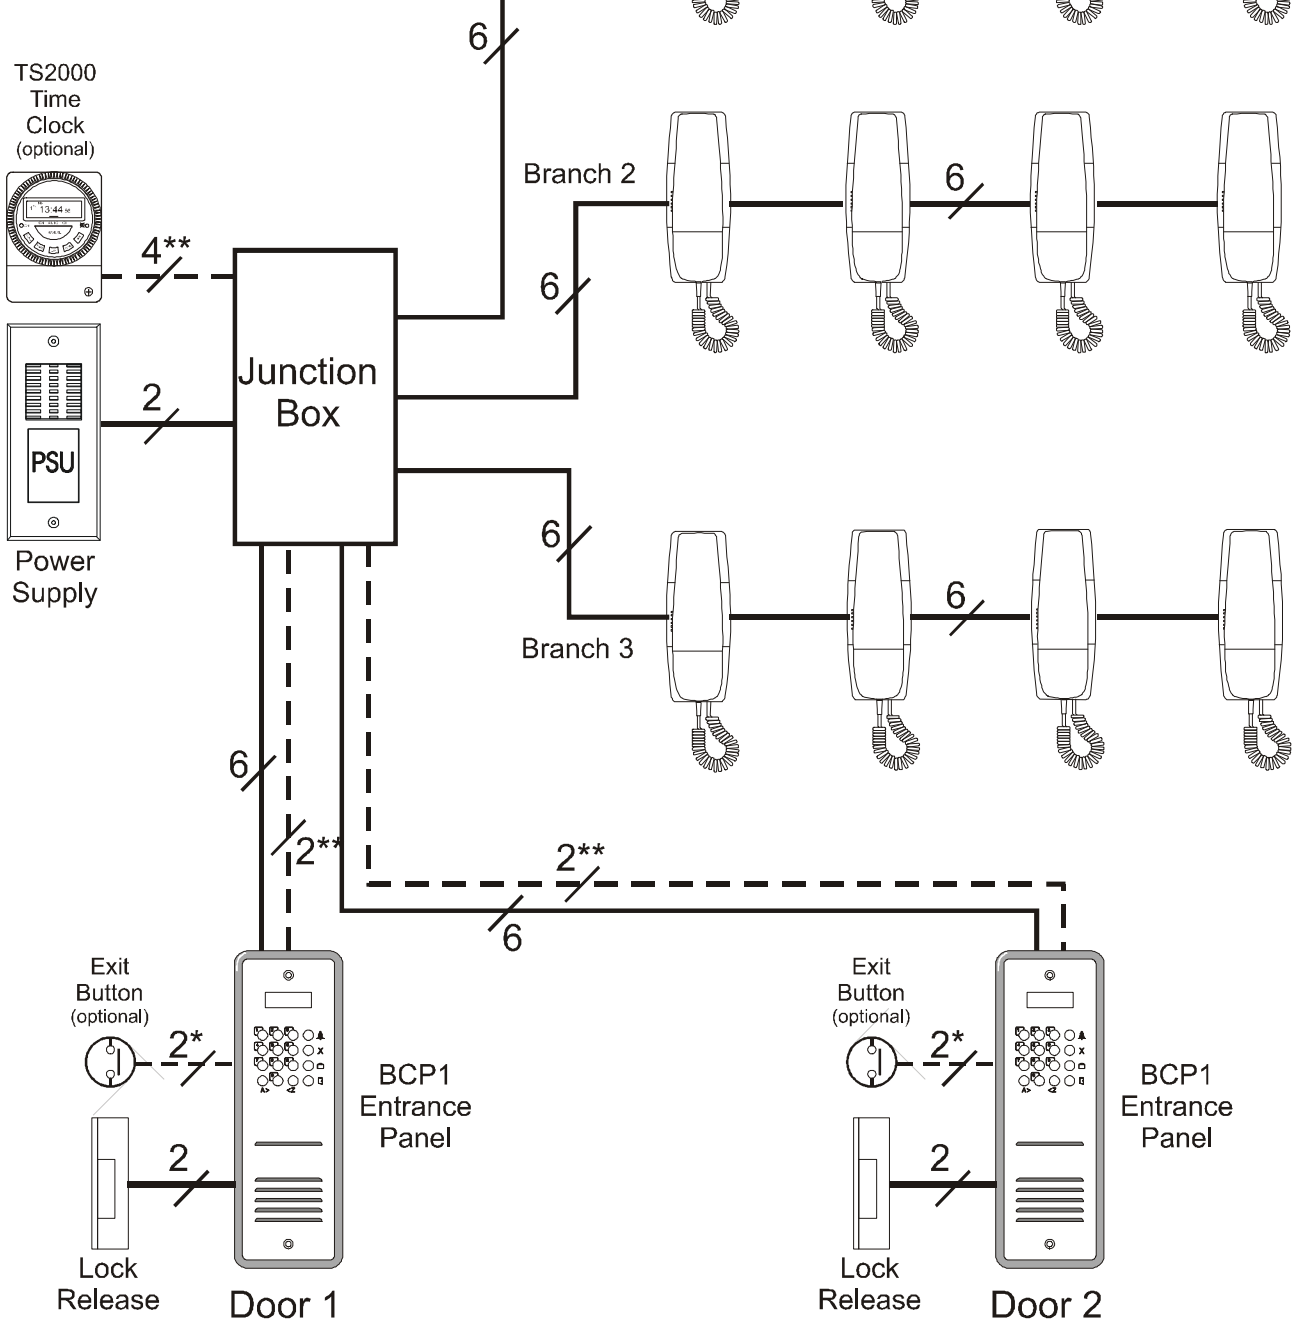 6
TS2000
Time
Clock
(optional)
13:44
4**
Branch 2
6
6
Junction
Box
2
PSU
Power
Supply
6
6
Branch 3
6
2**
2**
6
Exit
Button
(optional)
2*
BCP1
Entrance
Panel
2
Lock
Release
Door 1
Exit
Button
(optional)
2*
BCP1
Entrance
Panel
2
Lock
Release
Door 2